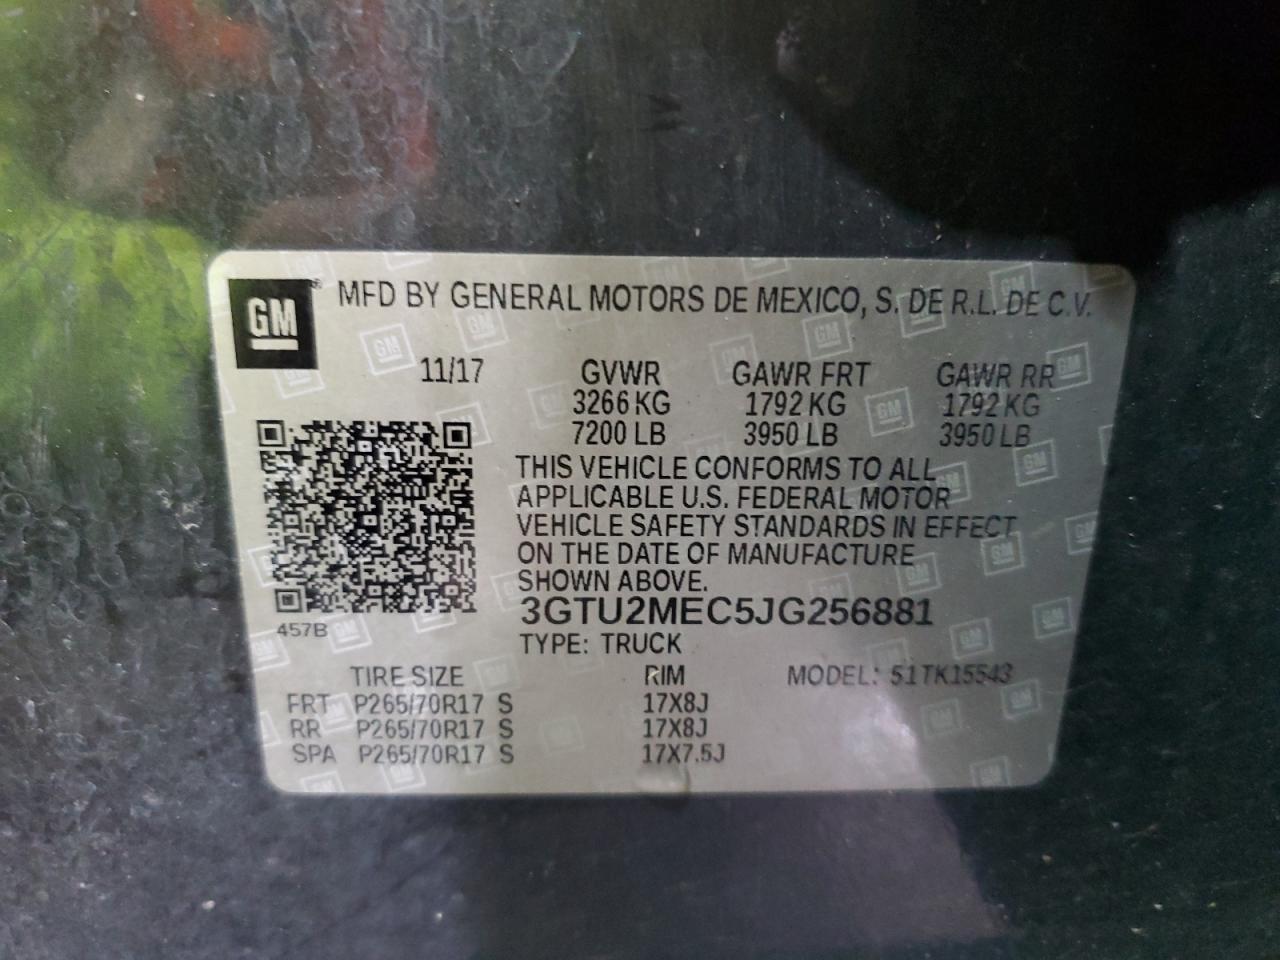 GM
MFD BY GENERAL MOTORS DE MEXICO, S. DE R.L. DE C.V.
11/17 GVWR GAWR FRT GAWR RR
3266 KG 1792 KG 1792 KG
7200 LB 3950 LB 3950 LB
THIS VEHICLE CONFORMS TO ALL
APPLICABLE U.S. FEDERAL MOTOR
VEHICLE SAFETY STANDARDS IN EFFECT
ON THE DATE OF MANUFACTURE
SHOWN ABOVE.
3GTU2MEC5JG256881
457B
TYPE: TRUCK
TIRE SIZE RIM MODEL: 51TK15543
FRT P265/70R17 S 17X8J
RR P265/70R17 S 17X8J
SPA P265/70R17 S 17X7.5J